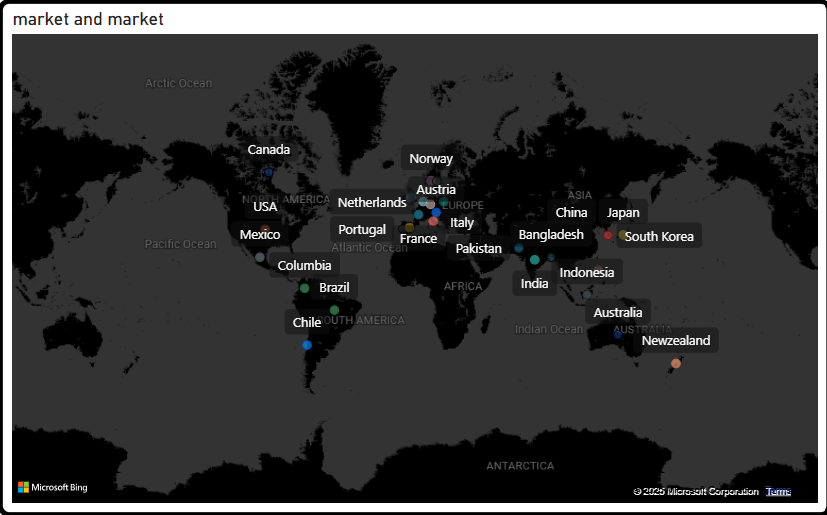 market and market
Arctic Ocean
Canada
Norway
Austria
NORTH AMERICA
Netherlands
EUROPE
ASIA
USA
China
Japan
Portugal
Italy
Mexico
France
Bangladesh
South Korea
Pacific Ocean
Atlantic Ocean
Pakistan
Columbia
Indonesia
India
AFRICA
Brazil
Australia
Chile
SOUTH AMERICA
Indian Ocean
AUSTRALIA
Newzealand
ANTARCTICA
Microsoft Bing
© 2025 Microsoft Corporation Terms